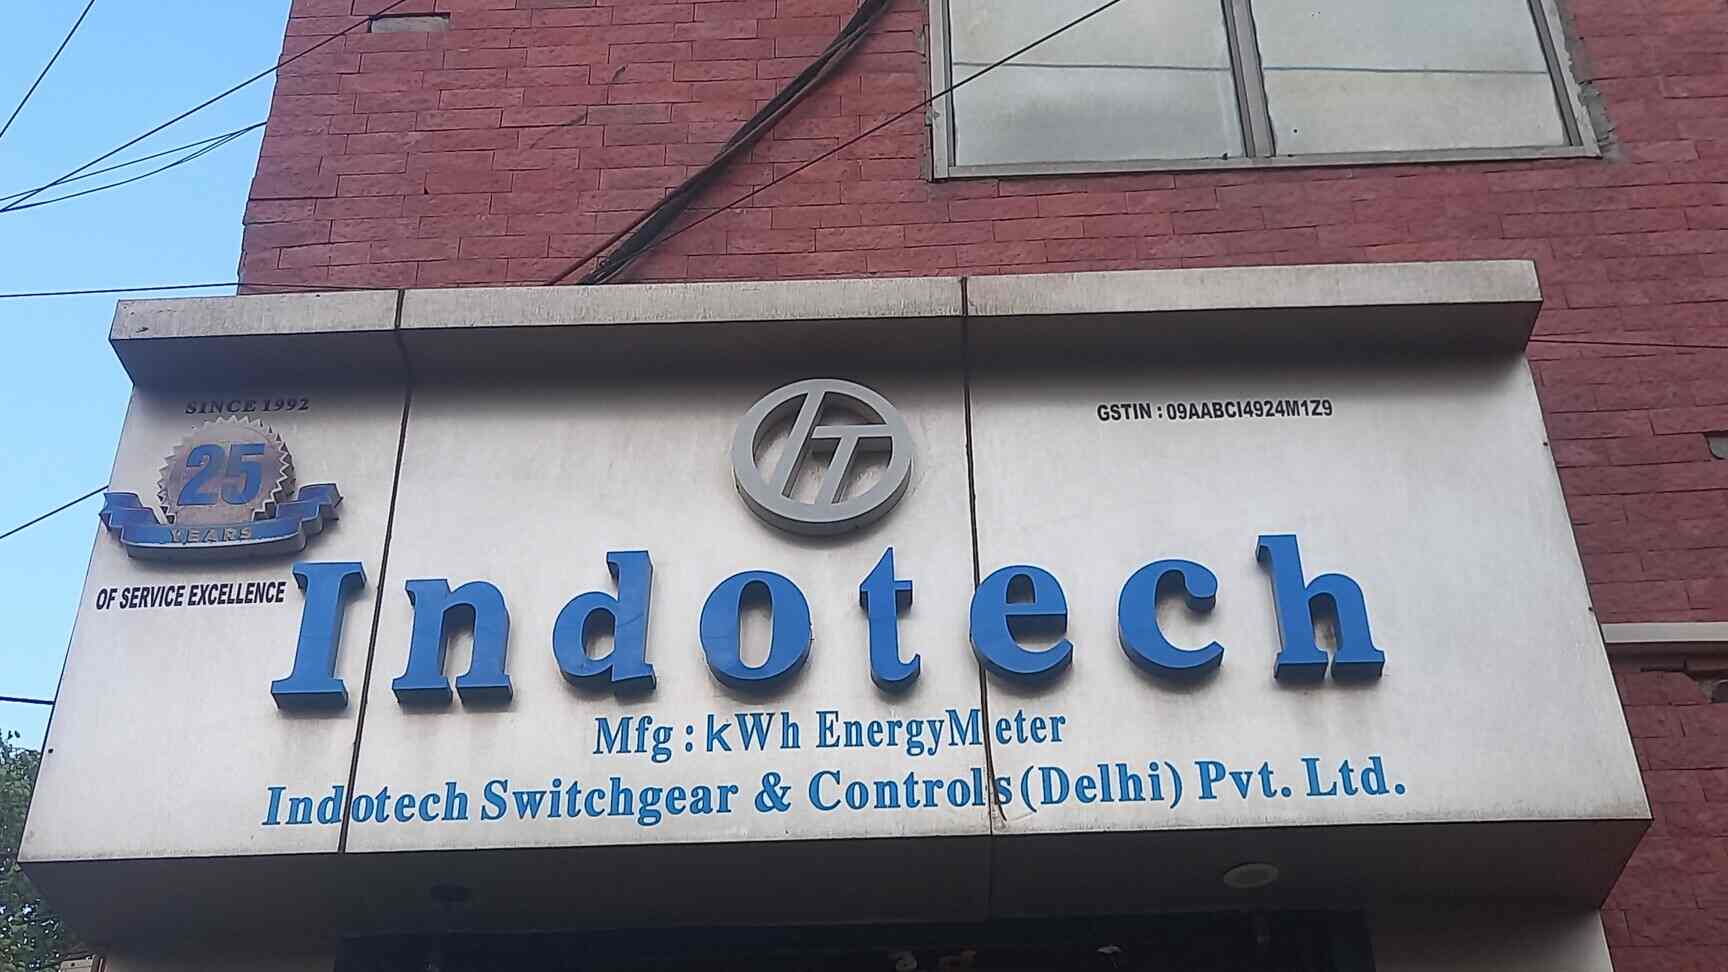 SINCE 1992
25
YEARS
OF SERVICE EXCELLENCE
IT
GSTIN : 09AABCI4924M1Z9
Indotech
Mfg : kWh EnergyMeter
Indotech Switchgear & Controls (Delhi) Pvt. Ltd.